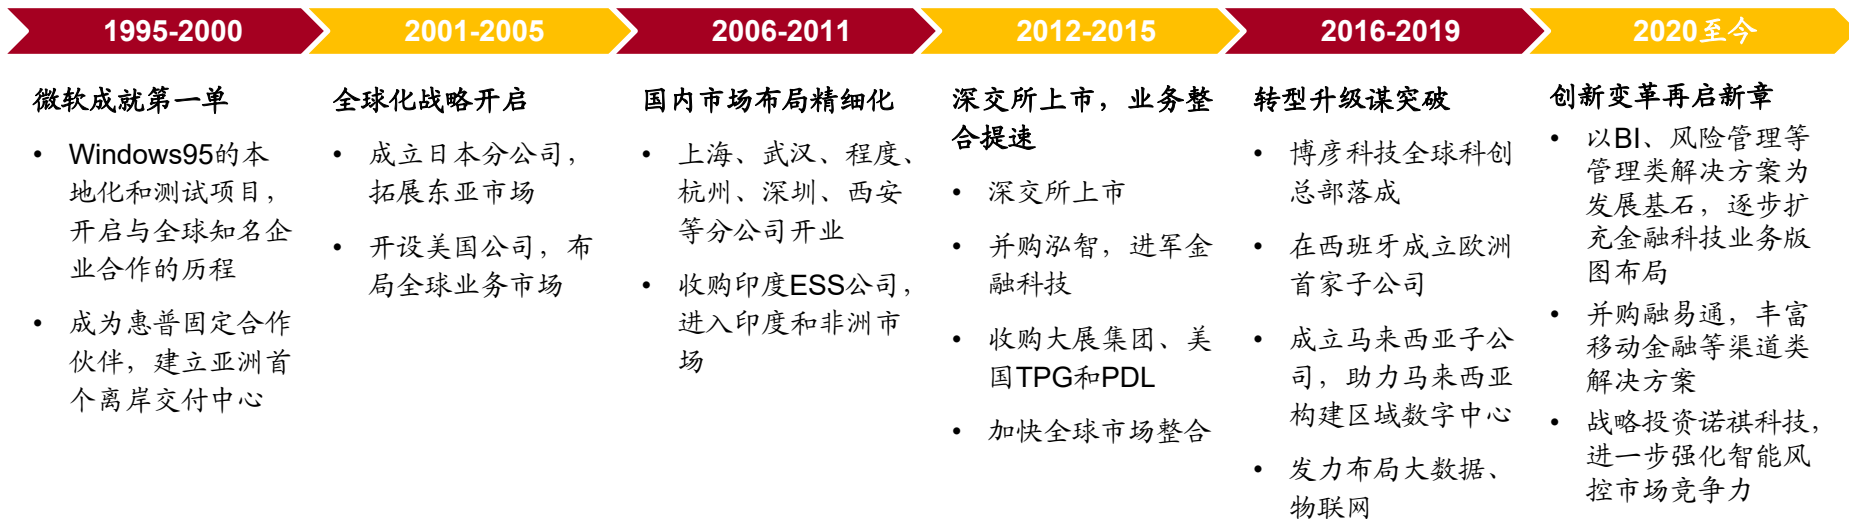 1995-2000
2001-2005
2006-2011
2012-2015
2016-2019
2020至今
微软成就第一单
• Windows95的本
地化和测试项目，
开启与全球知名企
业合作的历程
• 成为惠普固定合作
伙伴，建立亚洲首
个离岸交付中心
全球化战略开启
• 成立日本分公司，
拓展东亚市场
• 开设美国公司，布
局全球业务市场
国内市场布局精细化
• 上海、武汉、程度、
杭州、深圳、西安
等分公司开业
• 收购印度ESS公司，
进入印度和非洲市
场
深交所上市，业务整
合提速
• 深交所上市
• 并购泓智，进军金
融科技
• 收购大展集团、美
国TPG和PDL
• 加快全球市场整合
转型升级谋突破
• 博彦科技全球科创
总部落成
• 在西班牙成立欧洲
首家子公司
• 成立马来西亚子公
司，助力马来西亚
构建区域数字中心
• 发力布局大数据、
物联网
创新变革再启新章
• 以BI、风险管理等
管理类解决方案为
发展基石，逐步扩
充金融科技业务版
图布局
• 并购融易通，丰富
移动金融等渠道类
解决方案
• 战略投资诺祺科技，
进一步强化智能风
控市场竞争力